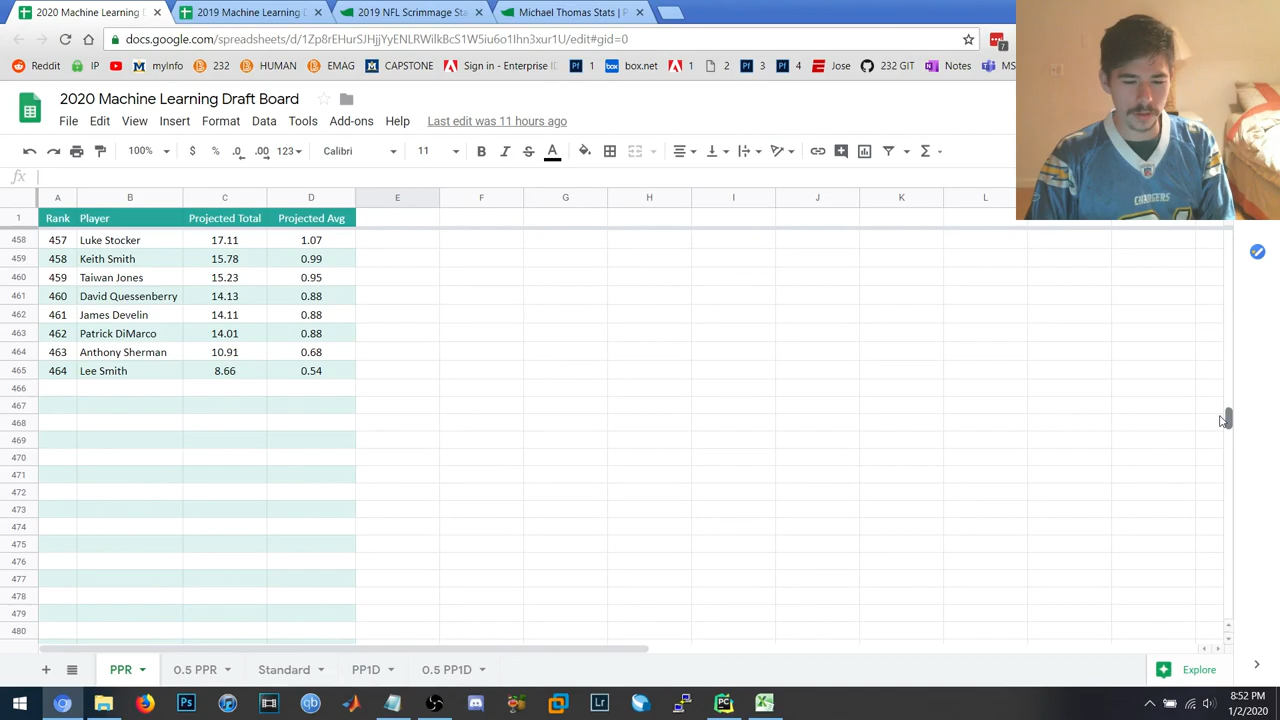 2020 Machine Learning D
2019 Machine Learning D
2019 NFL Scrimmage Stats
Michael Thomas Stats | P
docs.google.com/spreadsheets/d/1Zp8rEHurSJHjjYyENLRWilkBcS1W5iu6o1Ihn3xur1U/edit#gid=0
7
Reddit IP myInfo 232 HUMAN EMAG CAPSTONE Sign in - Enterprise ID 1 box.net 1 2 3 4 Jose 232 GIT Notes MS
2020 Machine Learning Draft Board
File Edit View Insert Format Data Tools Add-ons Help Last edit was 11 hours ago
100% $ % .0 .00 123 Calibri 11 B I S A
fx
A B C D E F G H I J K L
1 Rank Player Projected Total Projected Avg
458 457 Luke Stocker 17.11 1.07
459 458 Keith Smith 15.78 0.99
460 459 Taiwan Jones 15.23 0.95
461 460 David Quessenberry 14.13 0.88
462 461 James Develin 14.11 0.88
463 462 Patrick DiMarco 14.01 0.88
464 463 Anthony Sherman 10.91 0.68
465 464 Lee Smith 8.66 0.54
466
467
468
469
470
471
472
473
474
475
476
477
478
479
480
PPR 0.5 PPR Standard PP1D 0.5 PP1D Explore
8:52 PM
1/2/2020
CHARGERS